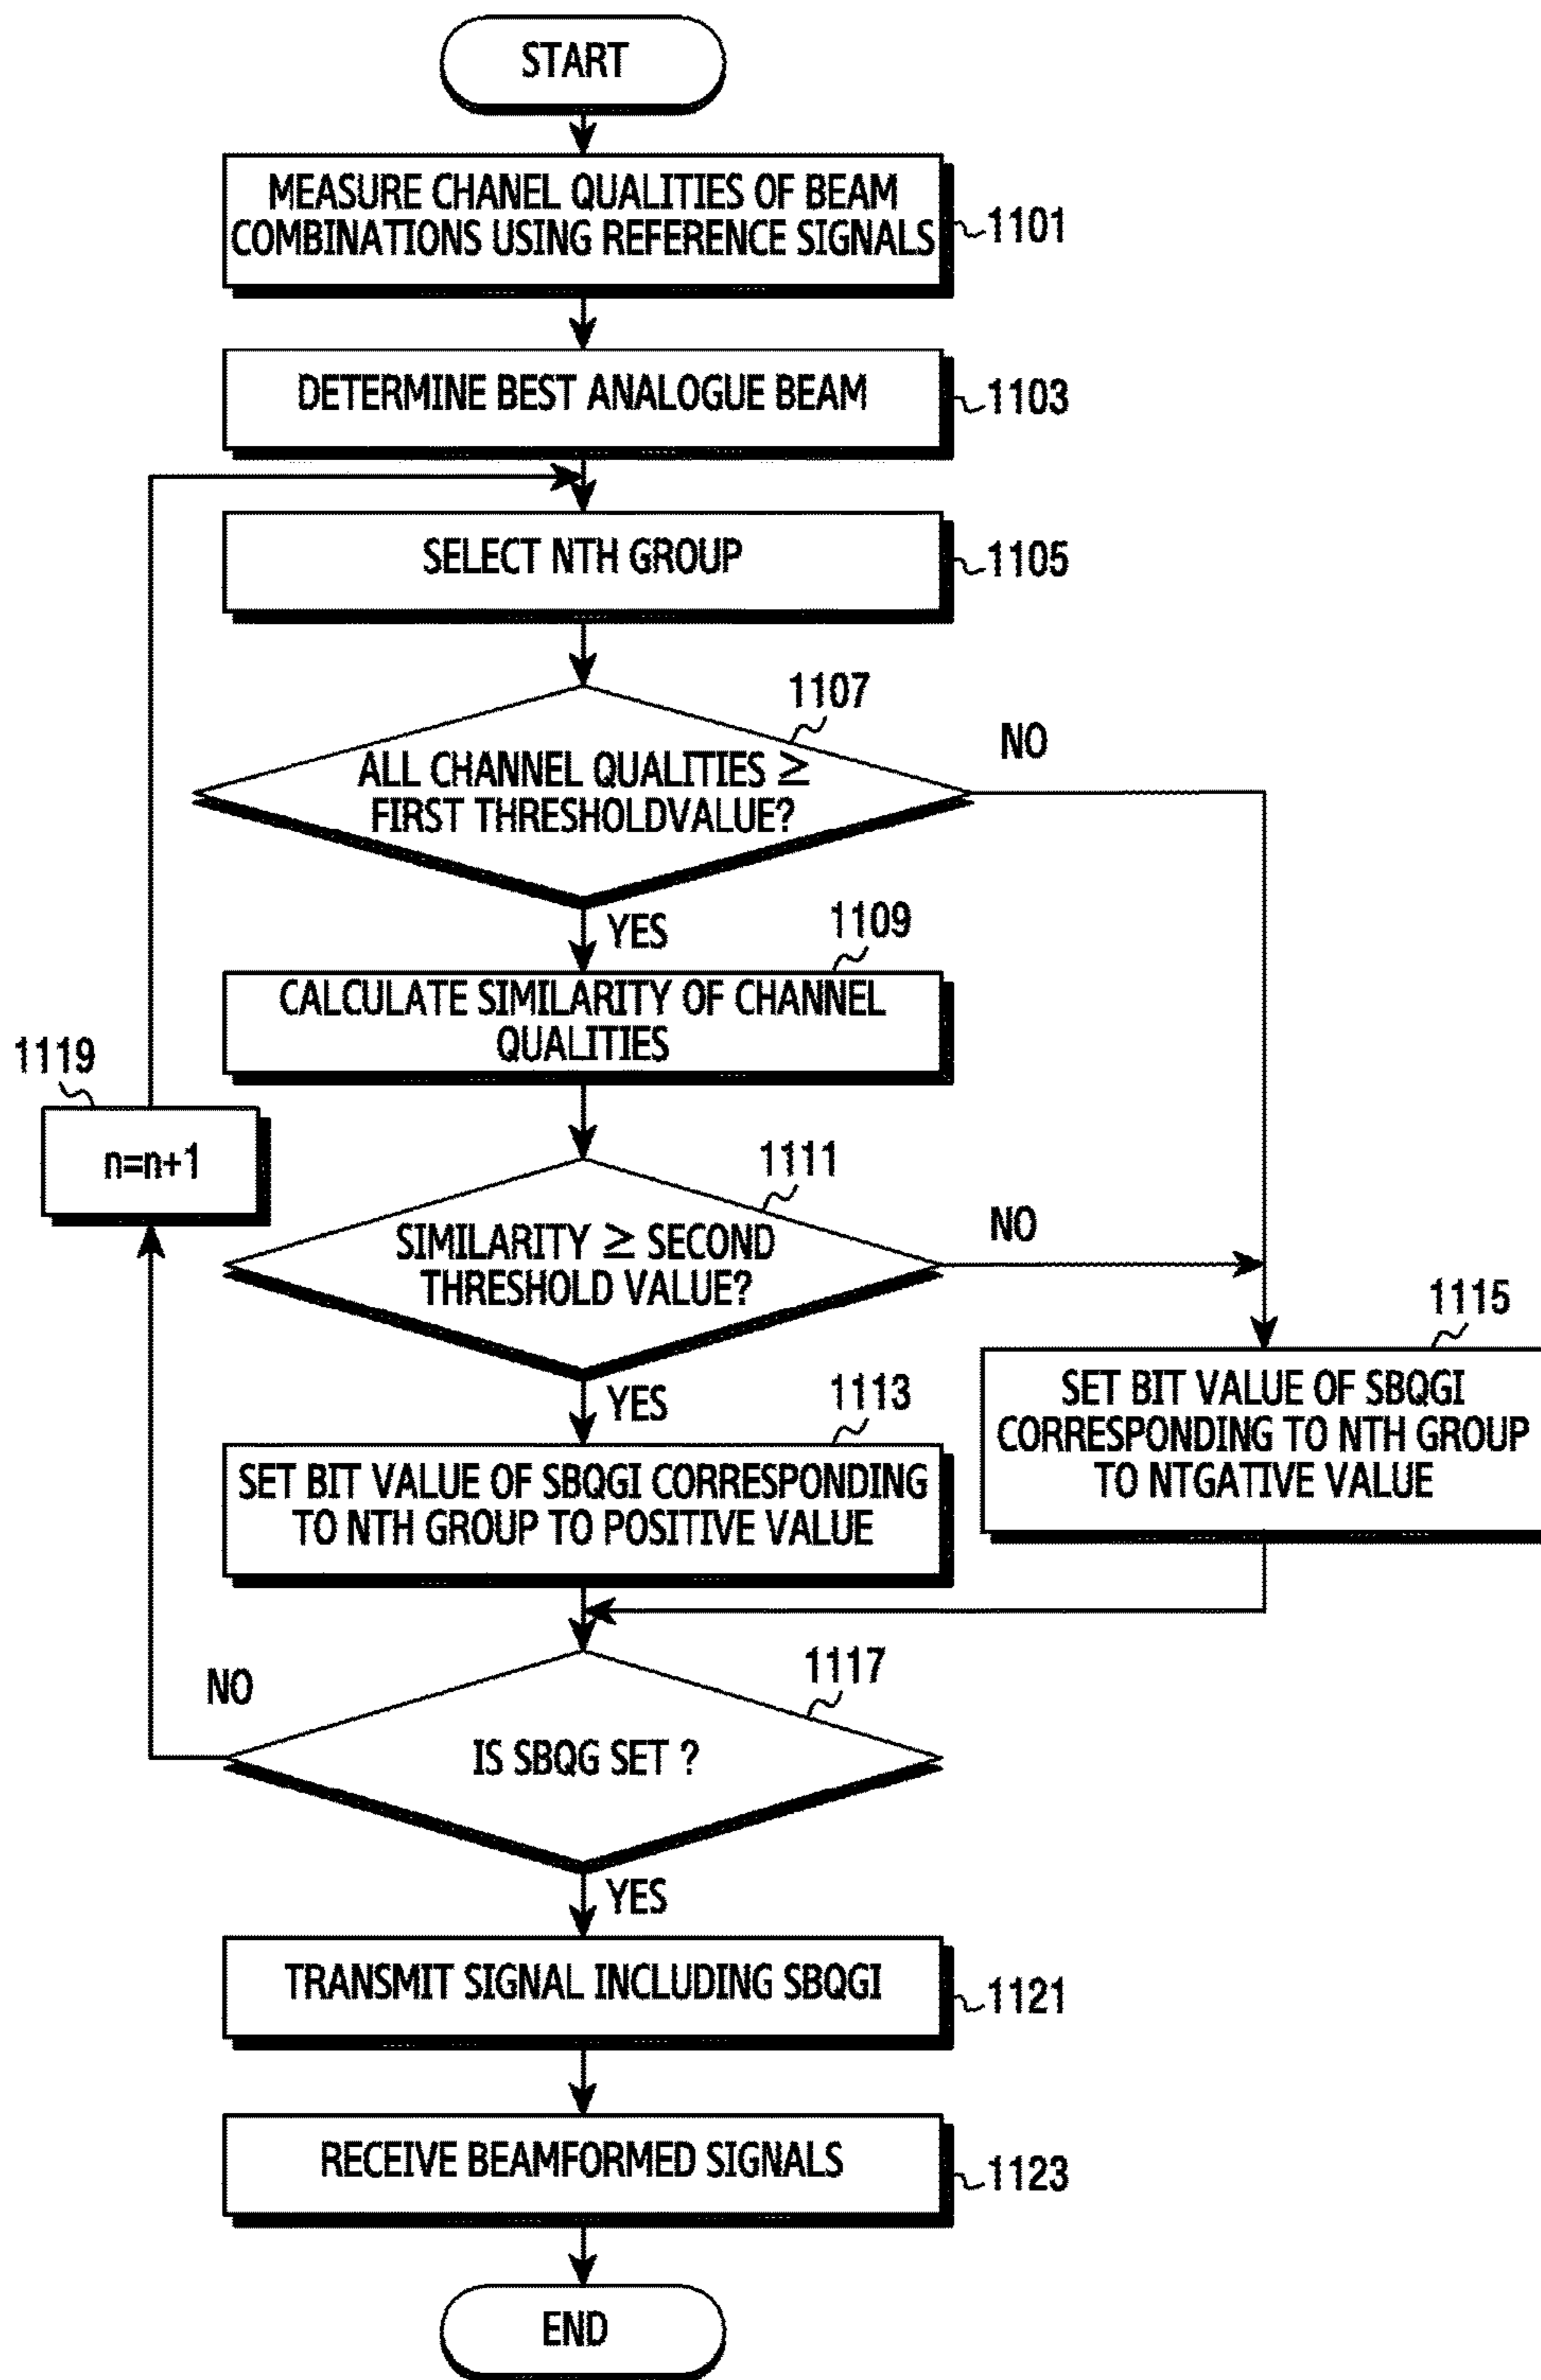 START
MEASURE CHANEL QUALITIES OF BEAM
COMBINATIONS USING REFERENCE SIGNALS
1101
DETERMINE BEST ANALOGUE BEAM
1103
SELECT NTH GROUP
1105
1107
ALL CHANNEL QUALITIES ≥
FIRST THRESHOLDVALUE?
NO
YES
1109
CALCULATE SIMILARITY OF CHANNEL
QUALITIES
1119
n=n+1
1111
SIMILARITY ≥ SECOND
THRESHOLD VALUE?
NO
YES
1113
SET BIT VALUE OF SBQGI CORRESPONDING
TO NTH GROUP TO POSITIVE VALUE
1115
SET BIT VALUE OF SBQGI
CORRESPONDING TO NTH GROUP
TO NTGATIVE VALUE
1117
IS SBQG SET ?
NO
YES
TRANSMIT SIGNAL INCLUDING SBQGI
1121
RECEIVE BEAMFORMED SIGNALS
1123
END